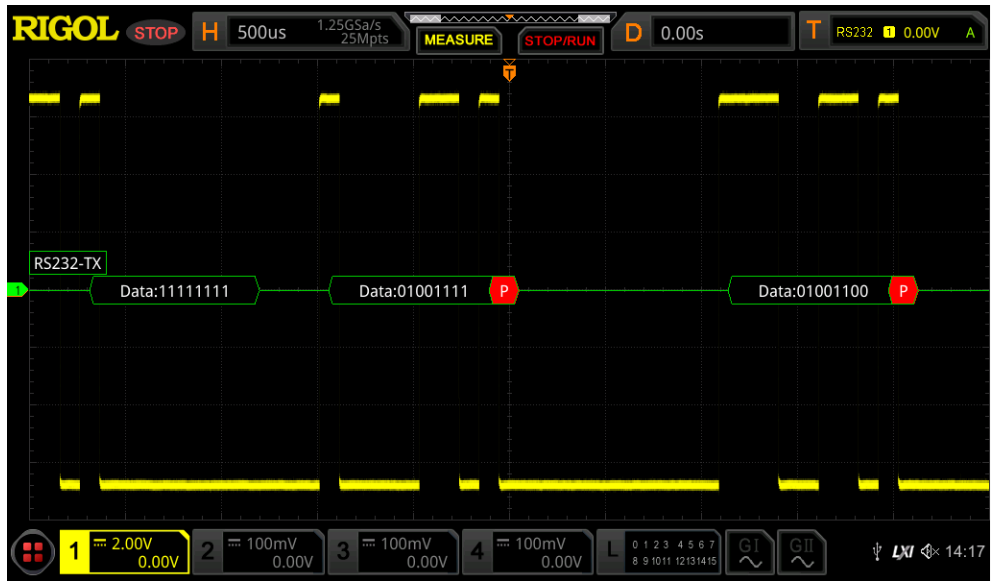 RIGOL STOP H 500us 1.25GSa/s 25Mpts MEASURE STOP/RUN D 0.00s T RS232 1 0.00V A
T
RS232-TX
1 Data:11111111 Data:01001111 P Data:01001100 P
1 2.00V 0.00V 2 100mV 0.00V 3 100mV 0.00V 4 100mV 0.00V L 0 1 2 3 4 5 6 7 GI GII LXI 14:17
8 9 10 11 12 13 14 15